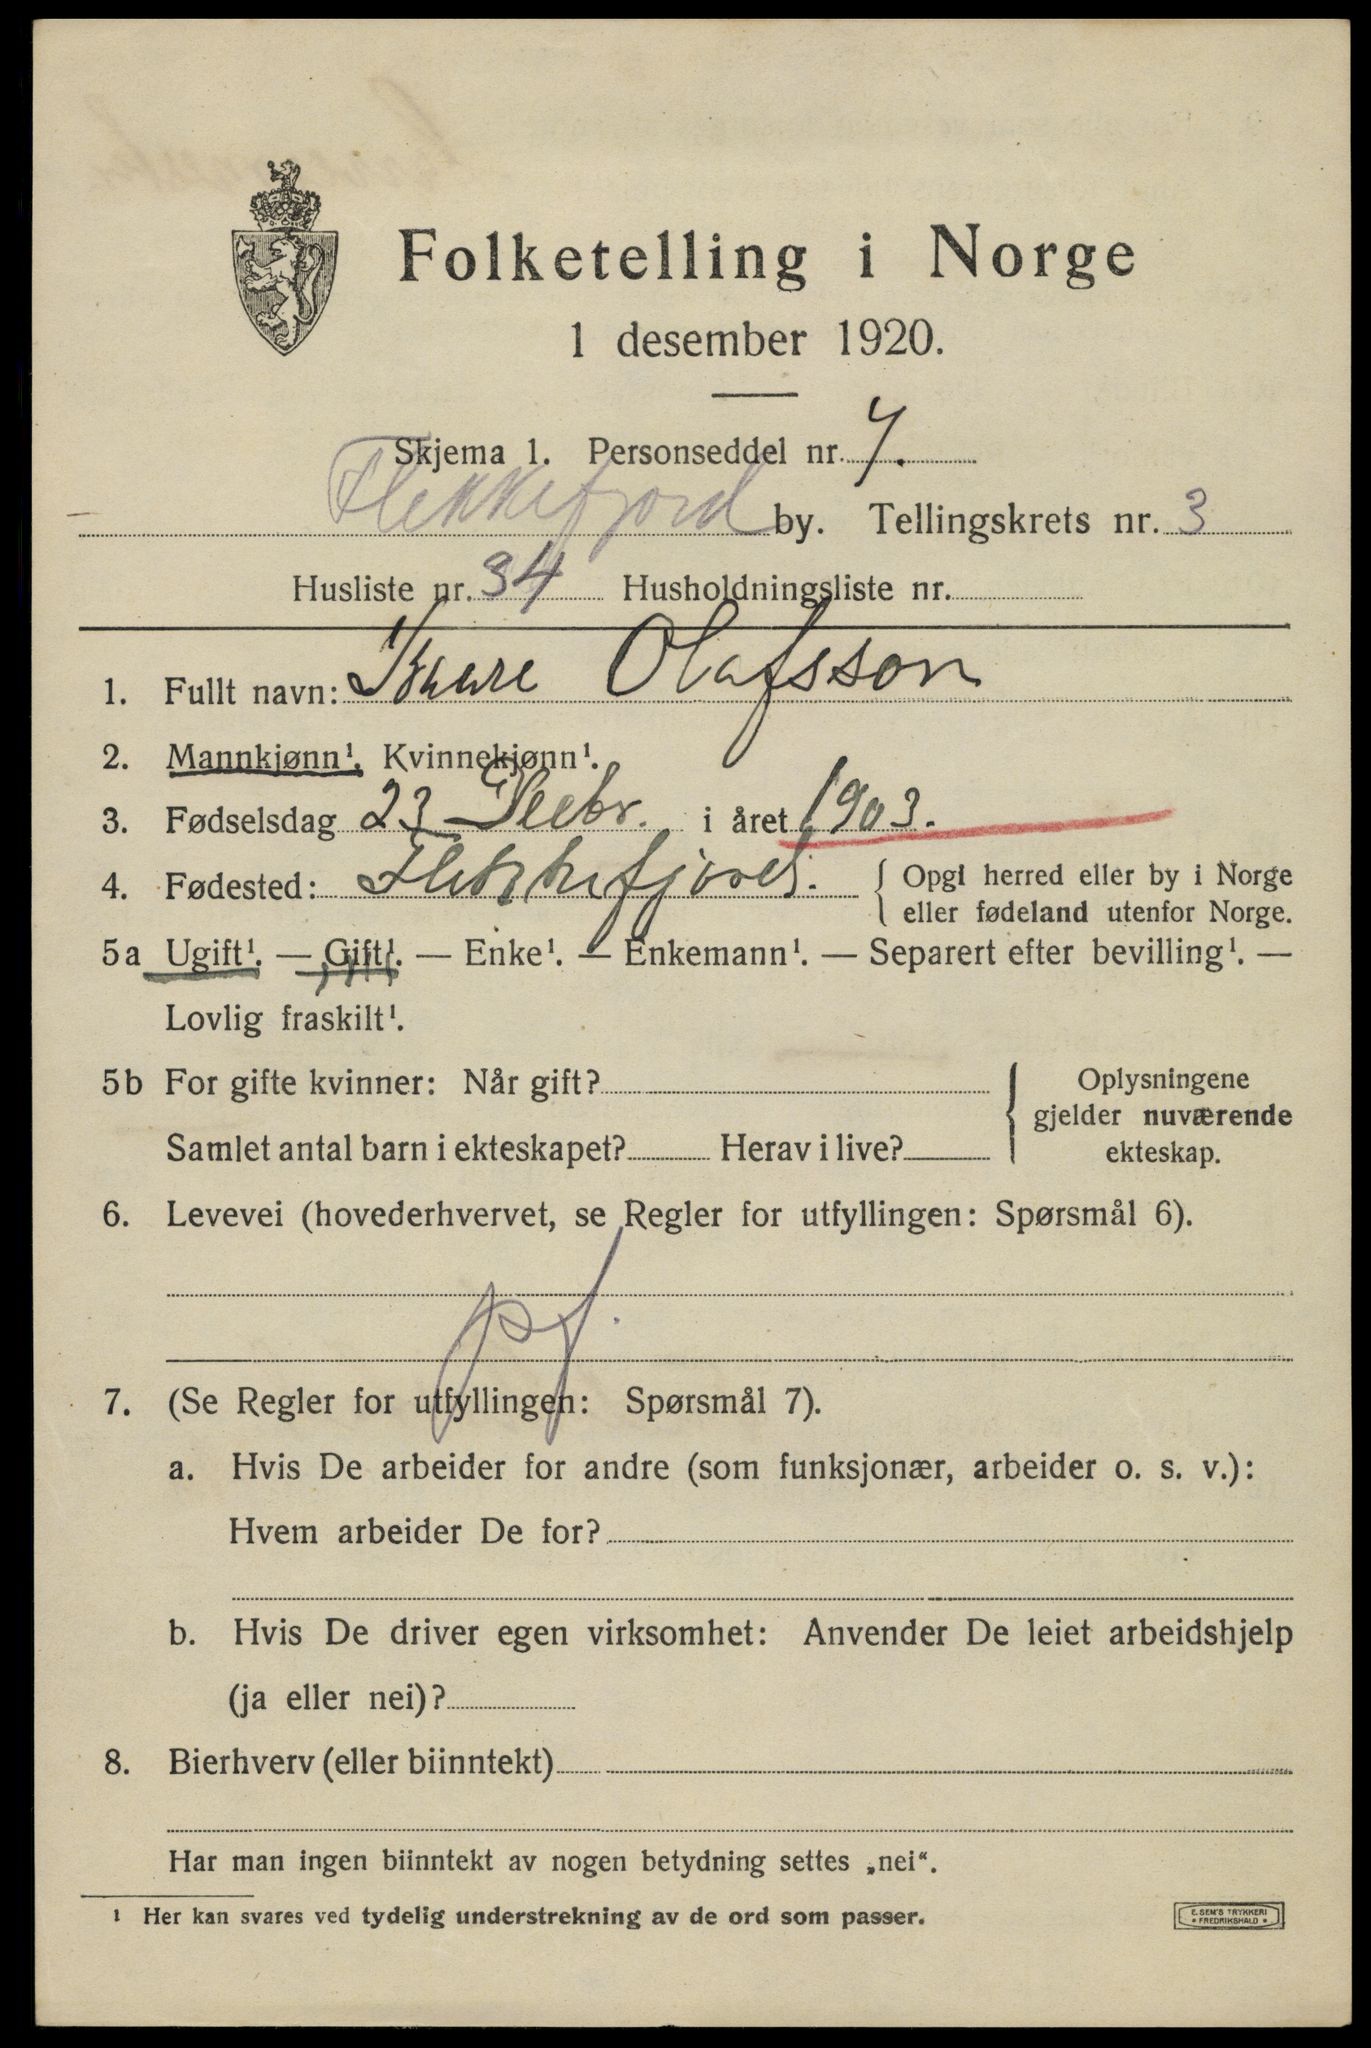 Folketelling i Norge
1 desember 1920.
Skjema 1. Personseddel nr. 4.
Flekkefjord by. Tellingskrets nr. 3
Husliste nr. 34 Husholdningsliste nr.
1. Fullt navn: Kaare Olafsson
2. Mannkjønn¹. Kvinnekjønn¹.
3. Fødselsdag 23 Decbr. i året 1903.
4. Fødested: Flekkefjord. { Opgi herred eller by i Norge
eller fødeland utenfor Norge.
5a Ugift¹. — Gift¹. — Enke¹. — Enkemann¹. — Separert efter bevilling¹. —
Lovlig fraskilt¹.
5b For gifte kvinner: Når gift? { Oplysningene
gjelder nuværende
Samlet antal barn i ekteskapet? Herav i live? ekteskap.
6. Levevei (hovederhvervet, se Regler for utfyllingen: Spørsmål 6).
pf.
7. (Se Regler for utfyllingen: Spørsmål 7).
a. Hvis De arbeider for andre (som funksjonær, arbeider o. s. v.):
Hvem arbeider De for?
b. Hvis De driver egen virksomhet: Anvender De leiet arbeidshjelp
(ja eller nei)?
8. Bierhverv (eller biinntekt)
Har man ingen biinntekt av nogen betydning settes „nei“.
¹ Her kan svares ved tydelig understrekning av de ord som passer.
E. SEM'S TRYKKERI
* FREDRIKSHALD *